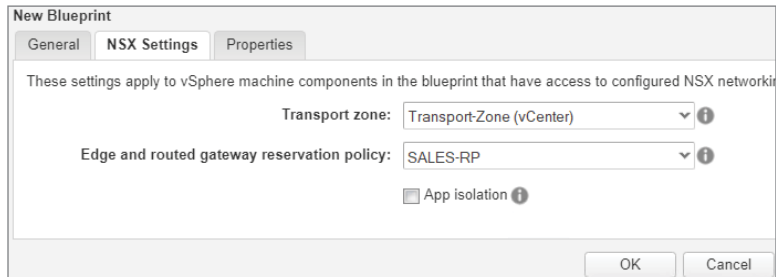 New Blueprint
General NSX Settings Properties
These settings apply to vSphere machine components in the blueprint that have access to configured NSX
Transport zone: Transport-Zone (vCenter)
Edge and routed gateway reservation policy: SALES-RP
App isolation
OK Cancel